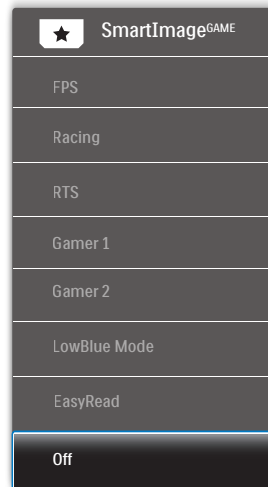 SmartImageGAME
FPS
Racing
RTS
Gamer 1
Gamer 2
LowBlue Mode
EasyRead
Off